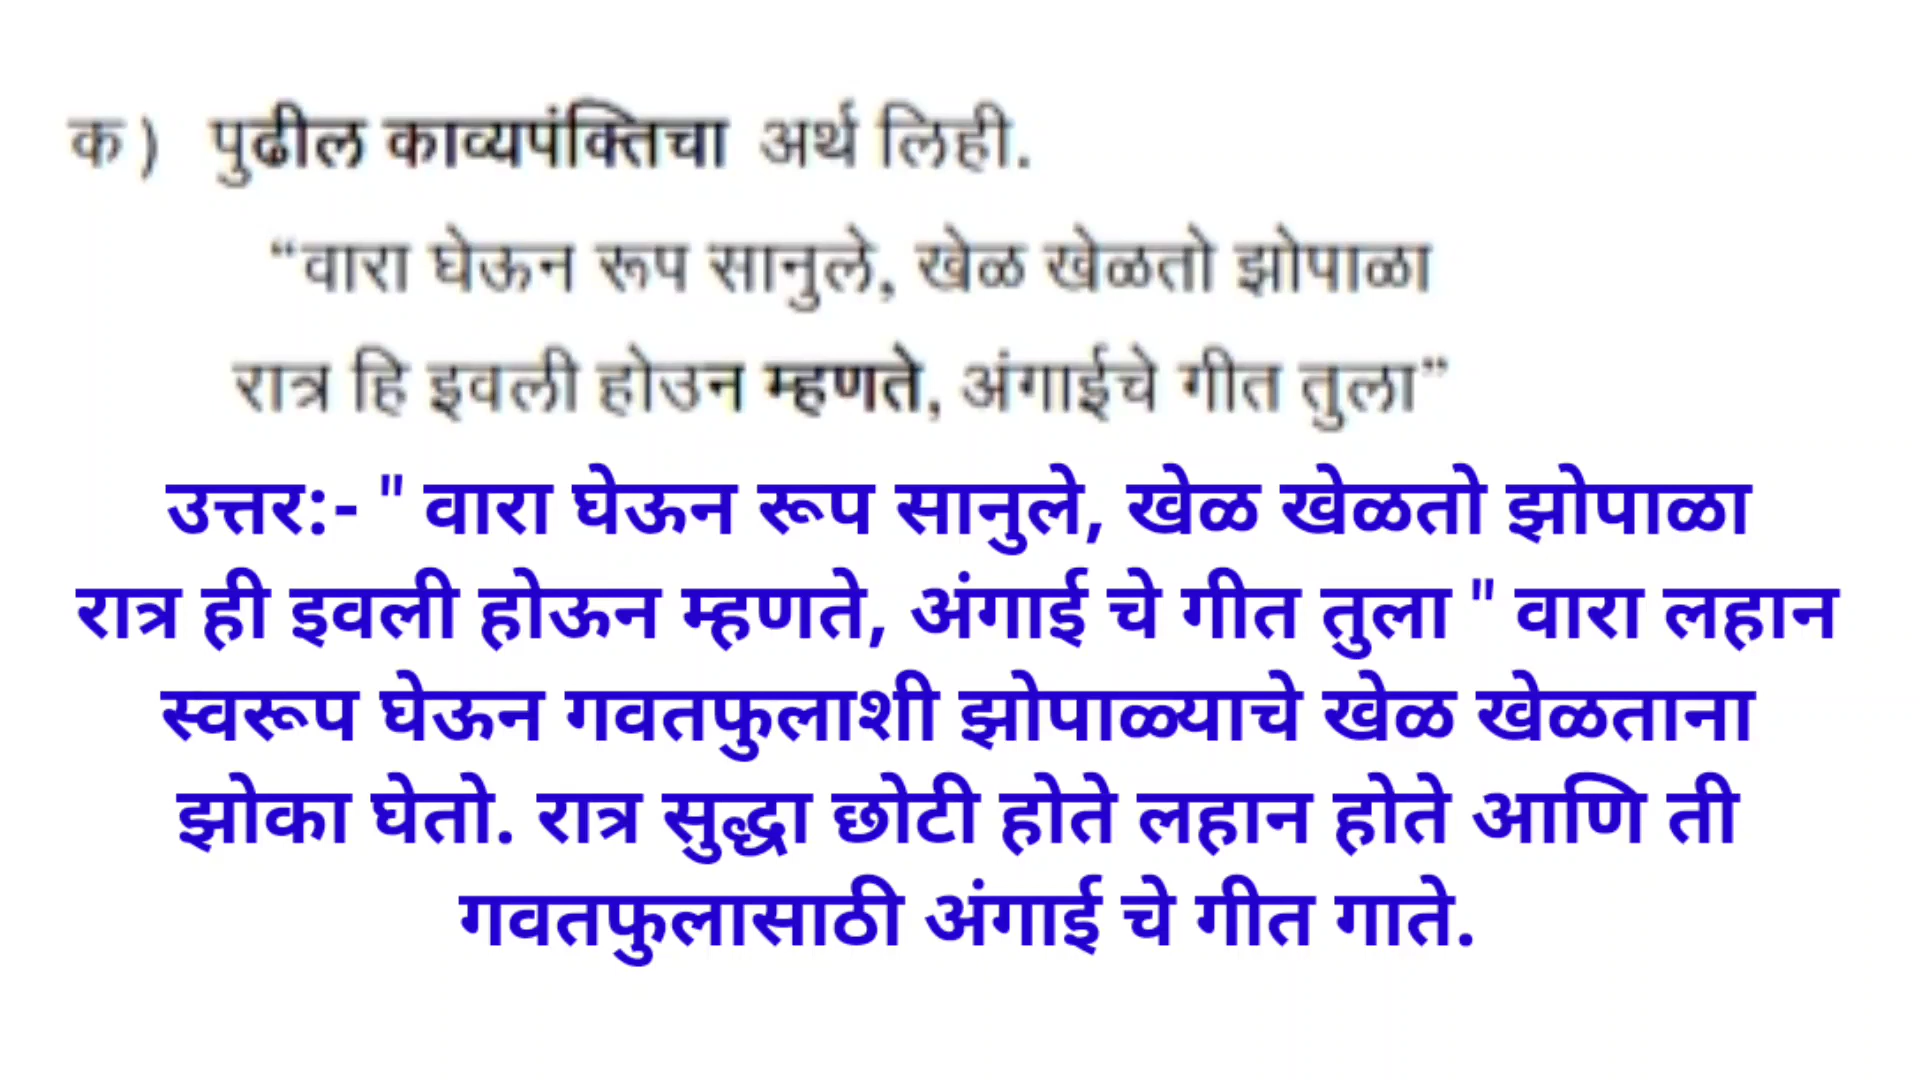 क) पुढील काव्यपंक्तिचा अर्थ लिही.
“वारा घेऊन रूप सानुले, खेळ खेळतो झोपाळा
रात्र हि इवली होउन म्हणते, अंगाईचे गीत तुला”
उत्तर:- " वारा घेऊन रूप सानुले, खेळ खेळतो झोपाळा
रात्र ही इवली होऊन म्हणते, अंगाई चे गीत तुला " वारा लहान
स्वरूप घेऊन गवतफुलाशी झोपाळ्याचे खेळ खेळताना
झोका घेतो. रात्र सुद्धा छोटी होते लहान होते आणि ती
गवतफुलासाठी अंगाई चे गीत गाते.